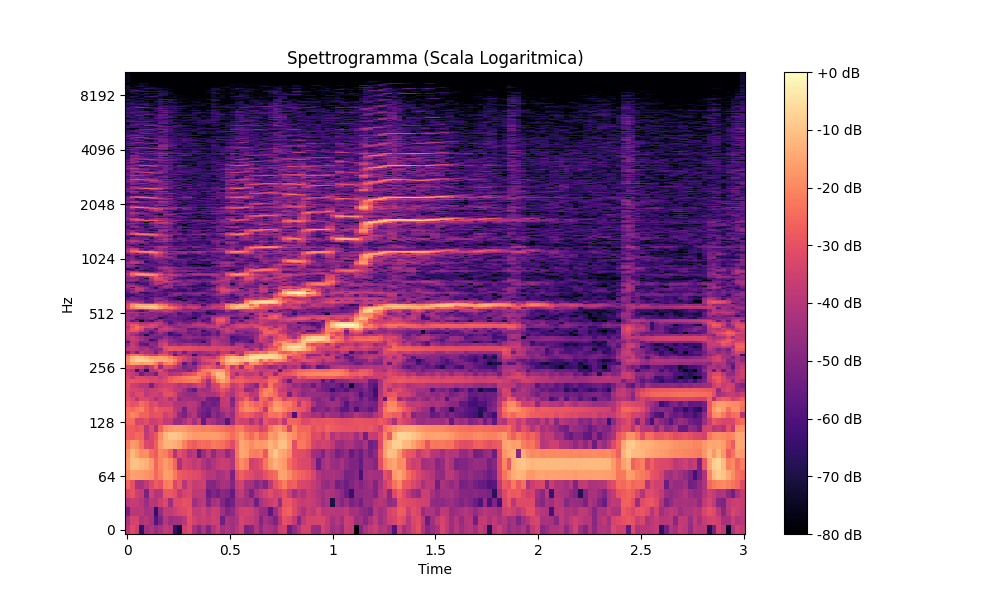 Spettrogramma (Scala Logaritmica)
8192
4096
2048
1024
512
256
128
64
0
Hz
0
0.5
1
1.5
2
2.5
3
Time
+0 dB
-10 dB
-20 dB
-30 dB
-40 dB
-50 dB
-60 dB
-70 dB
-80 dB